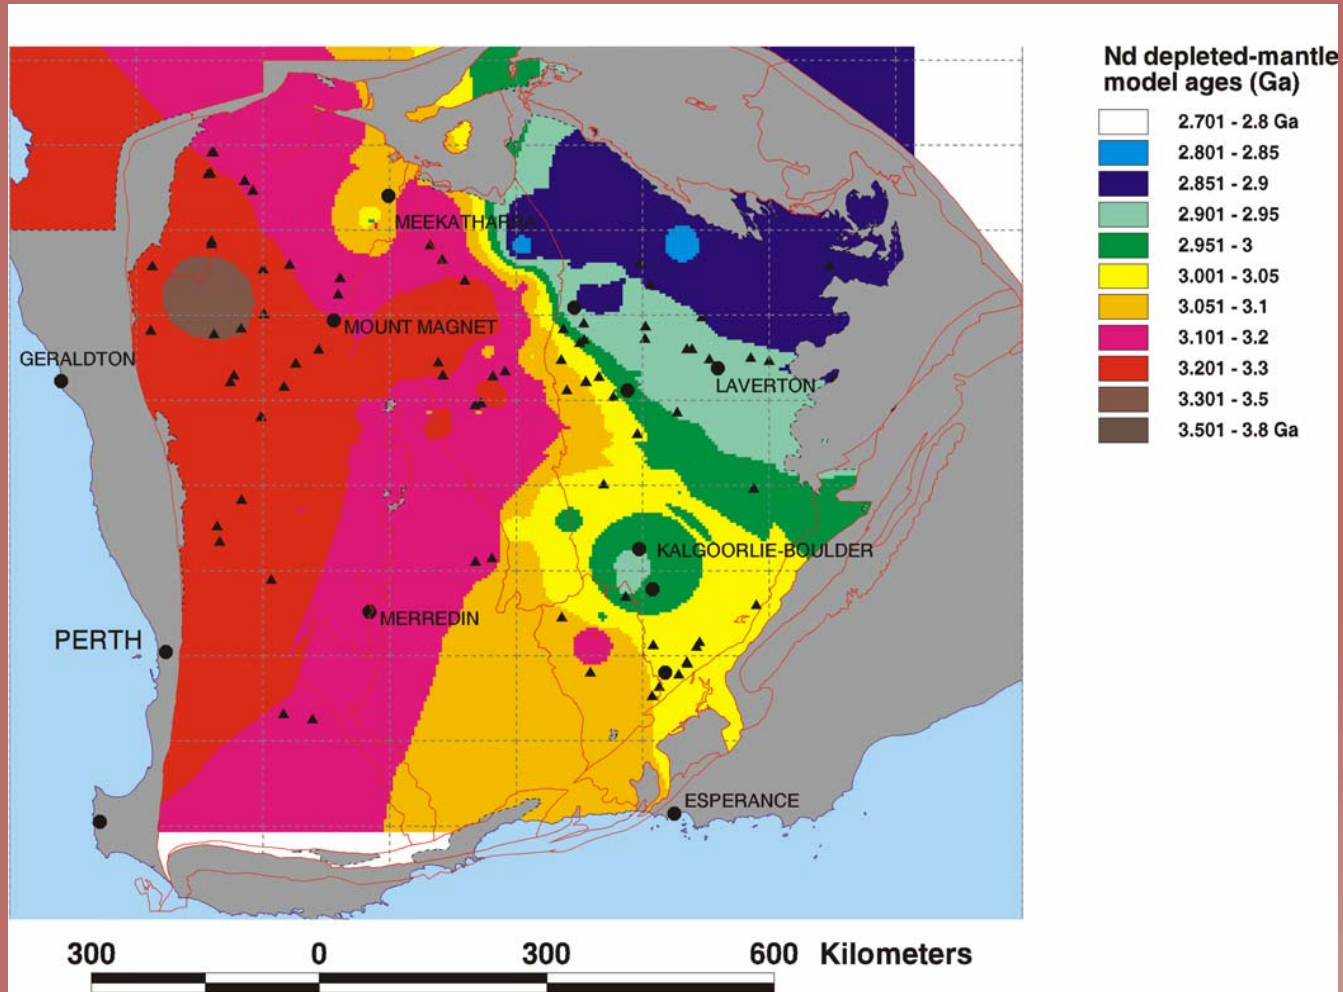 Nd depleted-mantle
model ages (Ga)
2.701 - 2.8 Ga
2.801 - 2.85
2.851 - 2.9
2.901 - 2.95
2.951 - 3
3.001 - 3.05
3.051 - 3.1
3.101 - 3.2
3.201 - 3.3
3.301 - 3.5
3.501 - 3.8 Ga
MEEKATHARRA
MOUNT MAGNET
GERALDTON
LAVERTON
KALGOORLIE-BOULDER
MERREDIN
PERTH
ESPERANCE
300 0 300 600 Kilometers